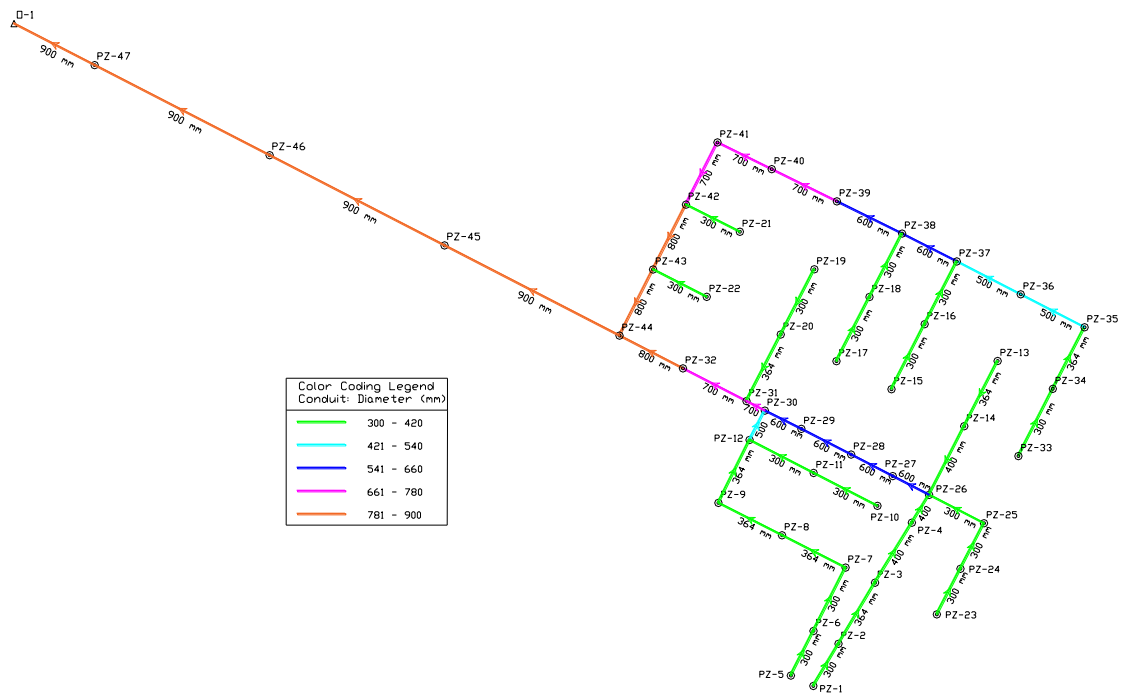 O-1
900 mm
PZ-47
900 mm
PZ-46
900 mm
PZ-45
900 mm
PZ-44
PZ-41
700 mm
PZ-40
700 mm
PZ-39
700 mm
PZ-42
300 mm
PZ-21
800 mm
PZ-43
300 mm
PZ-22
800 mm
600 mm
PZ-38
600 mm
PZ-37
500 mm
PZ-36
500 mm
PZ-35
PZ-19
300 mm
PZ-20
364 mm
300 mm
PZ-18
300 mm
PZ-17
300 mm
PZ-16
300 mm
PZ-15
PZ-13
364 mm
PZ-14
400 mm
364 mm
PZ-34
300 mm
PZ-33
800 mm
PZ-32
700 mm
PZ-31
700
PZ-30
600 mm
PZ-29
600 mm
PZ-28
600 mm
PZ-27
600 mm
PZ-26
500
PZ-12
300 mm
PZ-11
300 mm
PZ-10
364 mm
PZ-9
364 mm
PZ-8
364 mm
PZ-7
300 mm
PZ-6
300 mm
PZ-5
400
PZ-4
400 mm
PZ-3
364 mm
PZ-2
300 mm
PZ-1
300 mm
PZ-25
300 mm
PZ-24
300 mm
PZ-23
Color Coding Legend
Conduit: Diameter (mm)
300 - 420
421 - 540
541 - 660
661 - 780
781 - 900